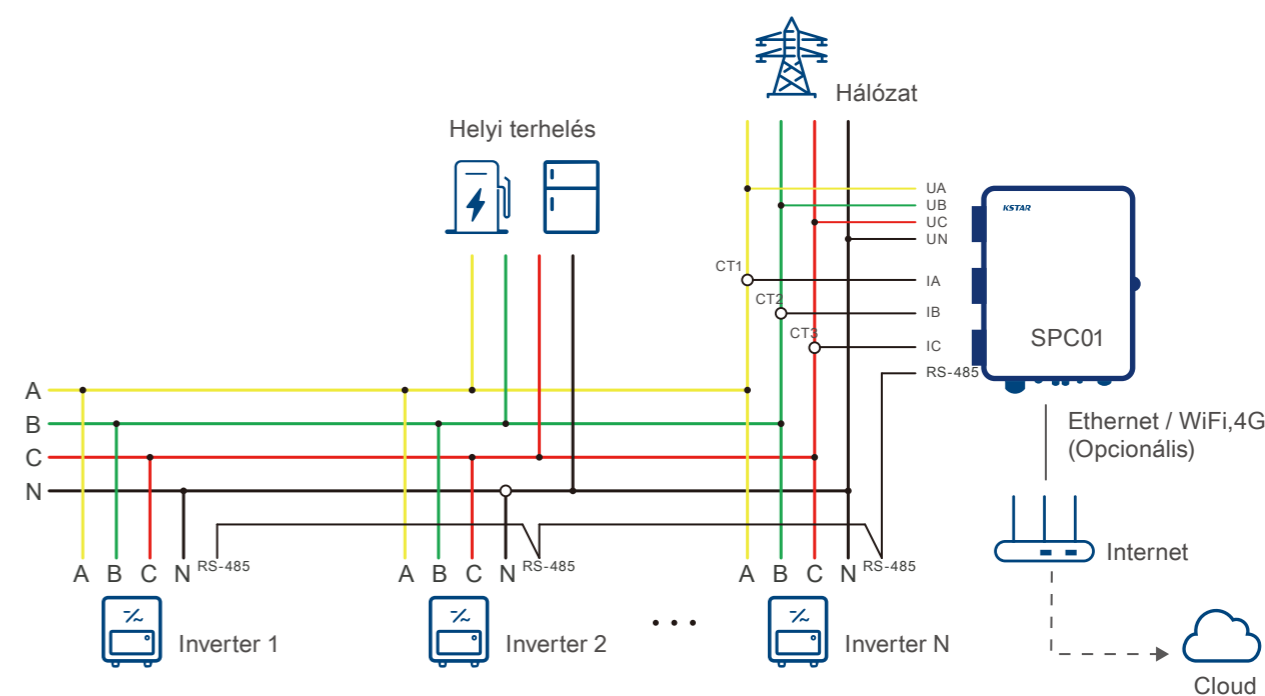 Hálózat
Helyi terhelés
UA
UB
UC
UN
KSTAR
CT1
IA
CT2
IB
CT3
IC
SPC01
RS-485
A
B
C
N
Ethernet / WiFi,4G
(Opcionális)
A B C N RS-485
A B C N RS-485
A B C N RS-485
Internet
Inverter 1
Inverter 2
• • •
Inverter N
Cloud